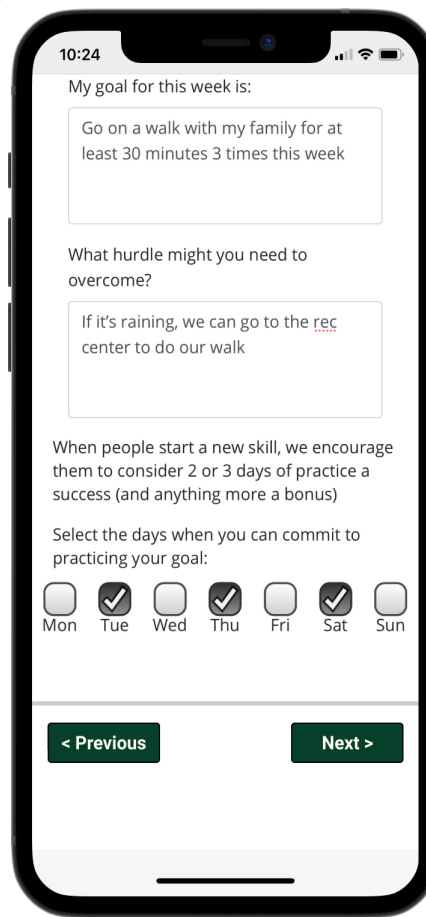 10:24
My goal for this week is:
Go on a walk with my family for at
least 30 minutes 3 times this week
What hurdle might you need to
overcome?
If it’s raining, we can go to the rec
center to do our walk
When people start a new skill, we encourage
them to consider 2 or 3 days of practice a
success (and anything more a bonus)
Select the days when you can commit to
practicing your goal:
Mon Tue Wed Thu Fri Sat Sun
< Previous Next >